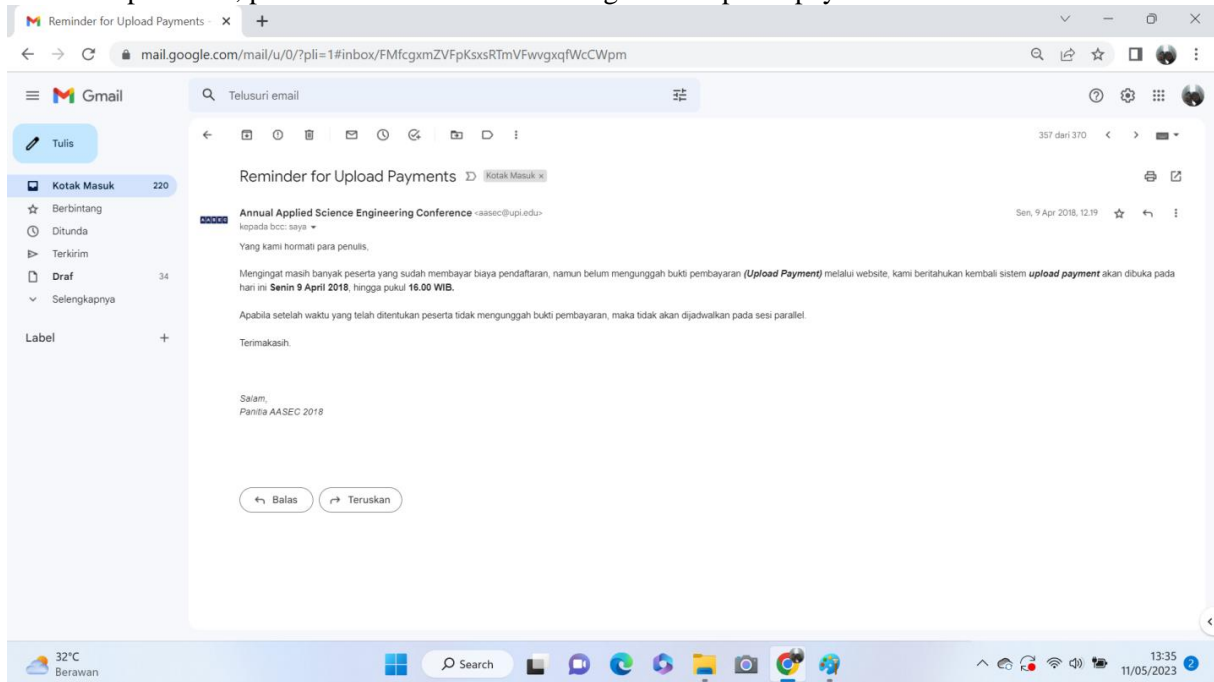 Reminder for Upload Payments -
mail.google.com/mail/u/0/?pli=1#inbox/FMfcgxmZVFpKsxsRTmVFwvgxqfWcCWpm
Gmail
Telusuri email
Tulis
357 dari 370
Kotak Masuk 220
Berbintang
Ditunda
Terkirim
Draf 34
Selengkapnya
Label +
Reminder for Upload Payments Kotak Masuk x
Annual Applied Science Engineering Conference <aasec@upi.edu>
Sen, 9 Apr 2018, 12.19
kepada bcc: saya
Yang kami hormati para penulis,
Mengingat masih banyak peserta yang sudah membayar biaya pendaftaran, namun belum mengunggah bukti pembayaran (Upload Payment) melalui website, kami beritahukan kembali sistem upload payment akan dibuka pada
hari ini Senin 9 April 2018, hingga pukul 16.00 WIB.
Apabila setelah waktu yang telah ditentukan peserta tidak mengunggah bukti pembayaran, maka tidak akan dijadwalkan pada sesi parallel.
Terimakasih.
Salam,
Panitia AASEC 2018
Balas
Teruskan
32°C
Berawan
Search
13:35
11/05/2023
2